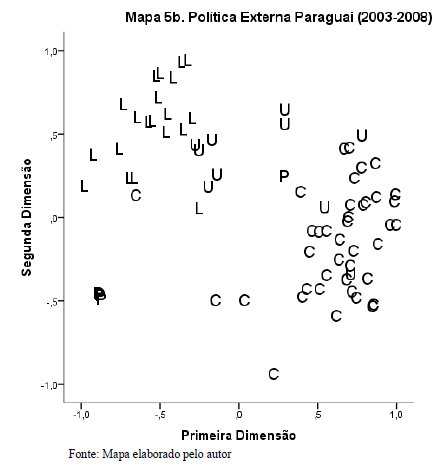 Mapa 5b. Política Externa Paraguai (2003-2008)
1,0
,5
,0
-,5
-1,0
Segunda Dimensão
L L L L L L L L L L L L L L L L L L L L L L L
U U U U U U U U
P
C C C C C C C C C C C C C C C C C C C C C C C C C C C C C C C C C C C C C C C C
-1,0 -,5 ,0 ,5 1,0
Primeira Dimensão
Fonte: Mapa elaborado pelo autor